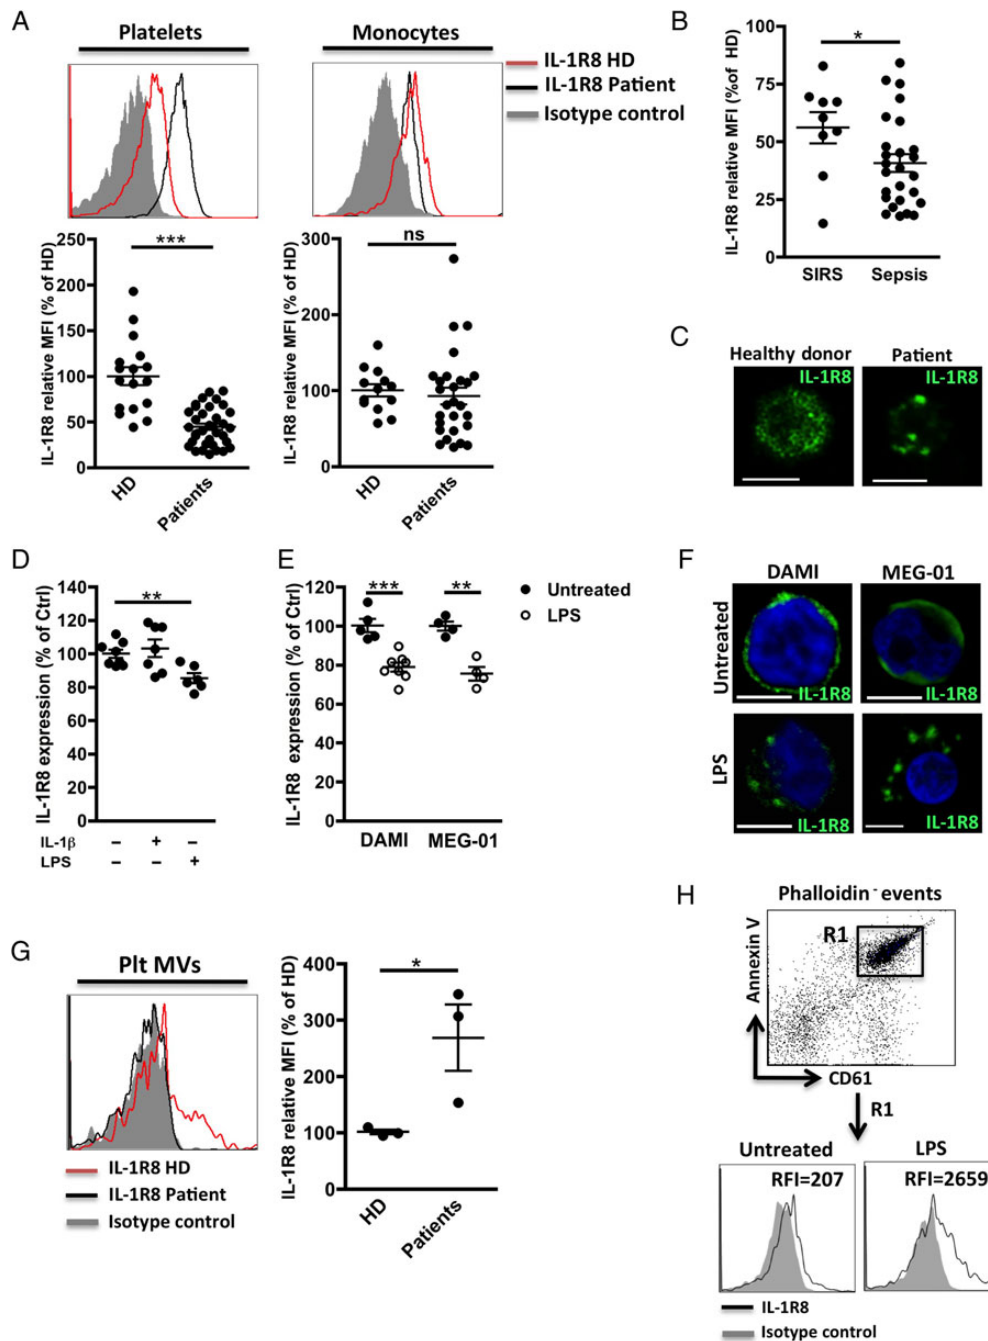 A
Platelets
Monocytes
IL-1R8 HD
IL-1R8 Patient
Isotype control
IL-1R8 relative MFI (% of HD)
250
200
150
100
50
0
***
HD
Patients
IL-1R8 relative MFI (% of HD)
300
200
100
0
ns
HD
Patients
B
IL-1R8 relative MFI (%of HD)
100
75
50
25
0
*
SIRS
Sepsis
C
Healthy donor
IL-1R8
Patient
IL-1R8
D
IL-1R8 expression (% of Ctrl)
140
120
100
80
60
40
20
0
**
IL-1β - + -
LPS - - +
E
IL-1R8 expression (% of Ctrl)
120
100
80
60
40
20
0
***
**
DAMI
MEG-01
Untreated
LPS
F
DAMI
MEG-01
Untreated
IL-1R8
IL-1R8
LPS
IL-1R8
IL-1R8
G
Plt MVs
IL-1R8 HD
IL-1R8 Patient
Isotype control
IL-1R8 relative MFI (% of HD)
400
300
200
100
0
*
HD
Patients
H
Phalloidin⁻ events
R1
Annexin V
CD61
R1
Untreated
RFI=207
LPS
RFI=2659
IL-1R8
Isotype control